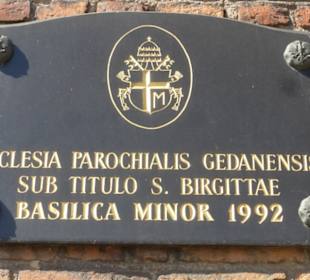 M
CLESIA PAROCHIALIS GEDANENSIS
SUB TITULO S. BIRGITTAE
BASILICA MINOR 1992